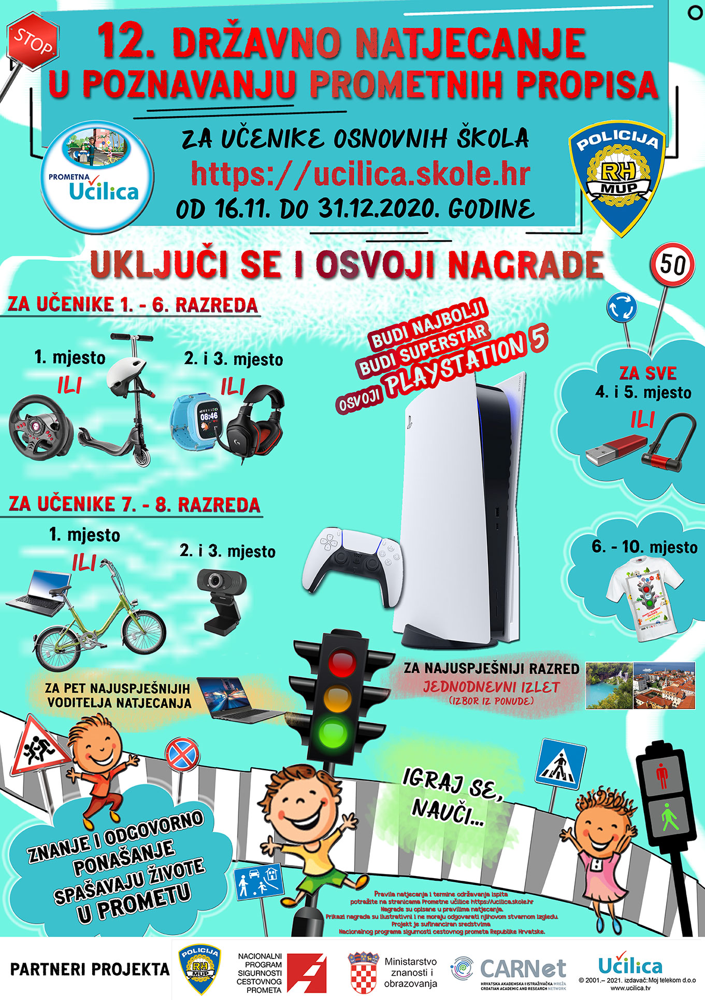 STOP
12. DRŽAVNO NATJECANJE
U POZNAVANJU PROMETNIH PROPISA
ZA UČENIKE OSNOVNIH ŠKOLA
https://ucilica.skole.hr
OD 16.11. DO 31.12.2020. GODINE
PROMETNA
Učilica
POLICIJA
RH
MUP
UKLJUČI SE I OSVOJI NAGRADE
50
ZA UČENIKE 1. - 6. RAZREDA
1. mjesto
ILI
2. i 3. mjesto
ILI
08:46
BUDI NAJBOLJI
BUDI SUPERSTAR
OSVOJI PLAYSTATION 5
ZA SVE
4. i 5. mjesto
ILI
ZA UČENIKE 7. - 8. RAZREDA
1. mjesto
ILI
2. i 3. mjesto
6. - 10. mjesto
ZA PET NAJUSPJEŠNIJIH
VODITELJA NATJECANJA
ZA NAJUSPJEŠNIJI RAZRED
JEDNODNEVNI IZLET
(IZBOR IZ PONUDE)
IGRAJ SE,
NAUČI...
ZNANJE I ODGOVORNO
PONAŠANJE
SPAŠAVAJU ŽIVOTE
U PROMETU
Pravila natjecanja i termine održavanja ispita
potražite na stranicama Prometne učilice https://ucilica.skole.hr
Nagrade su opisane u pravilima natjecanja.
Prikazi nagrada su ilustrativni i ne moraju odgovarati njihovom stvarnom izgledu.
Projekt je sufinanciran sredstvima
Nacionalnog programa sigurnosti cestovnog prometa Republike Hrvatske.
PARTNERI PROJEKTA
POLICIJA
RH
MUP
NACIONALNI
PROGRAM
SIGURNOSTI
CESTOVNOG
PROMETA
Ministarstvo
znanosti i
obrazovanja
CARNet
HRVATSKA AKADEMSKA I ISTRAŽIVAČKA MREŽA
CROATIAN ACADEMIC AND RESEARCH NETWORK
Učilica
© 2001.– 2021. izdavač: Moj telekom d.o.o
www.ucilica.tv